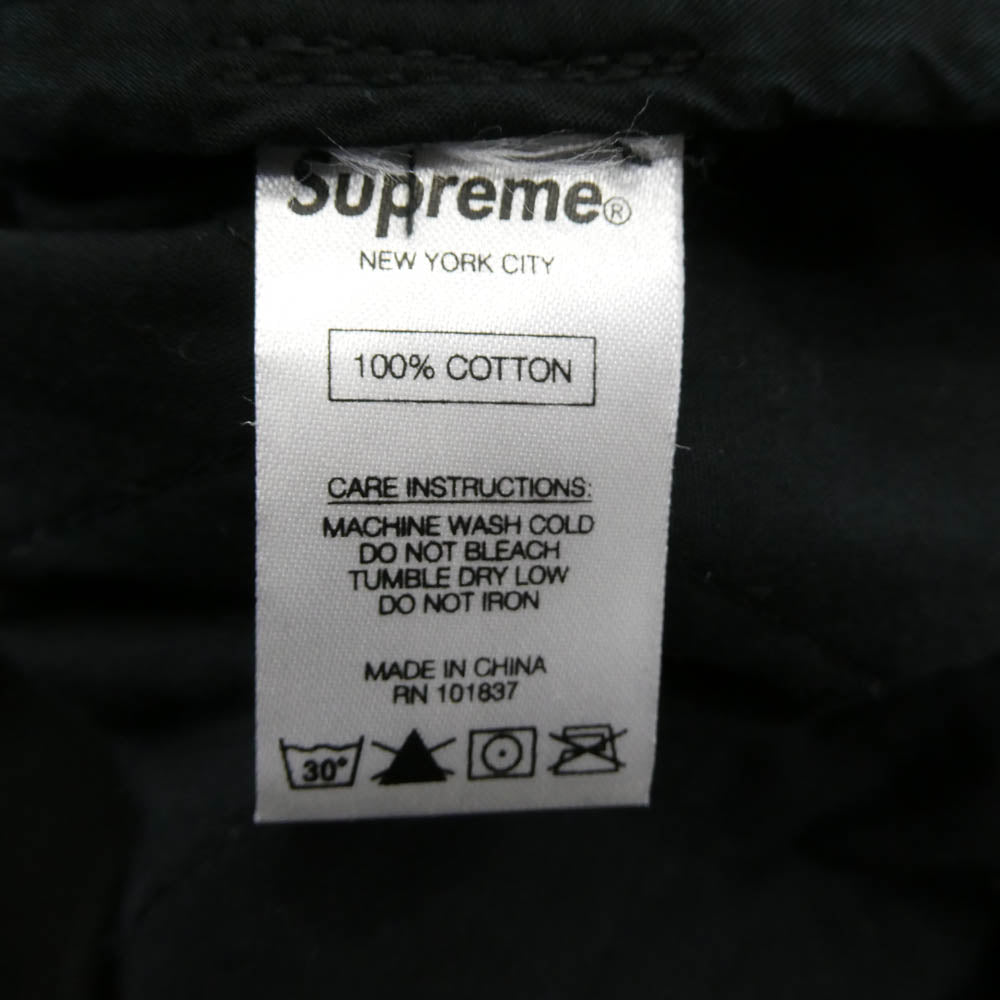 Supreme®
NEW YORK CITY
100% COTTON
CARE INSTRUCTIONS:
MACHINE WASH COLD
DO NOT BLEACH
TUMBLE DRY LOW
DO NOT IRON
MADE IN CHINA
RN 101837
30°